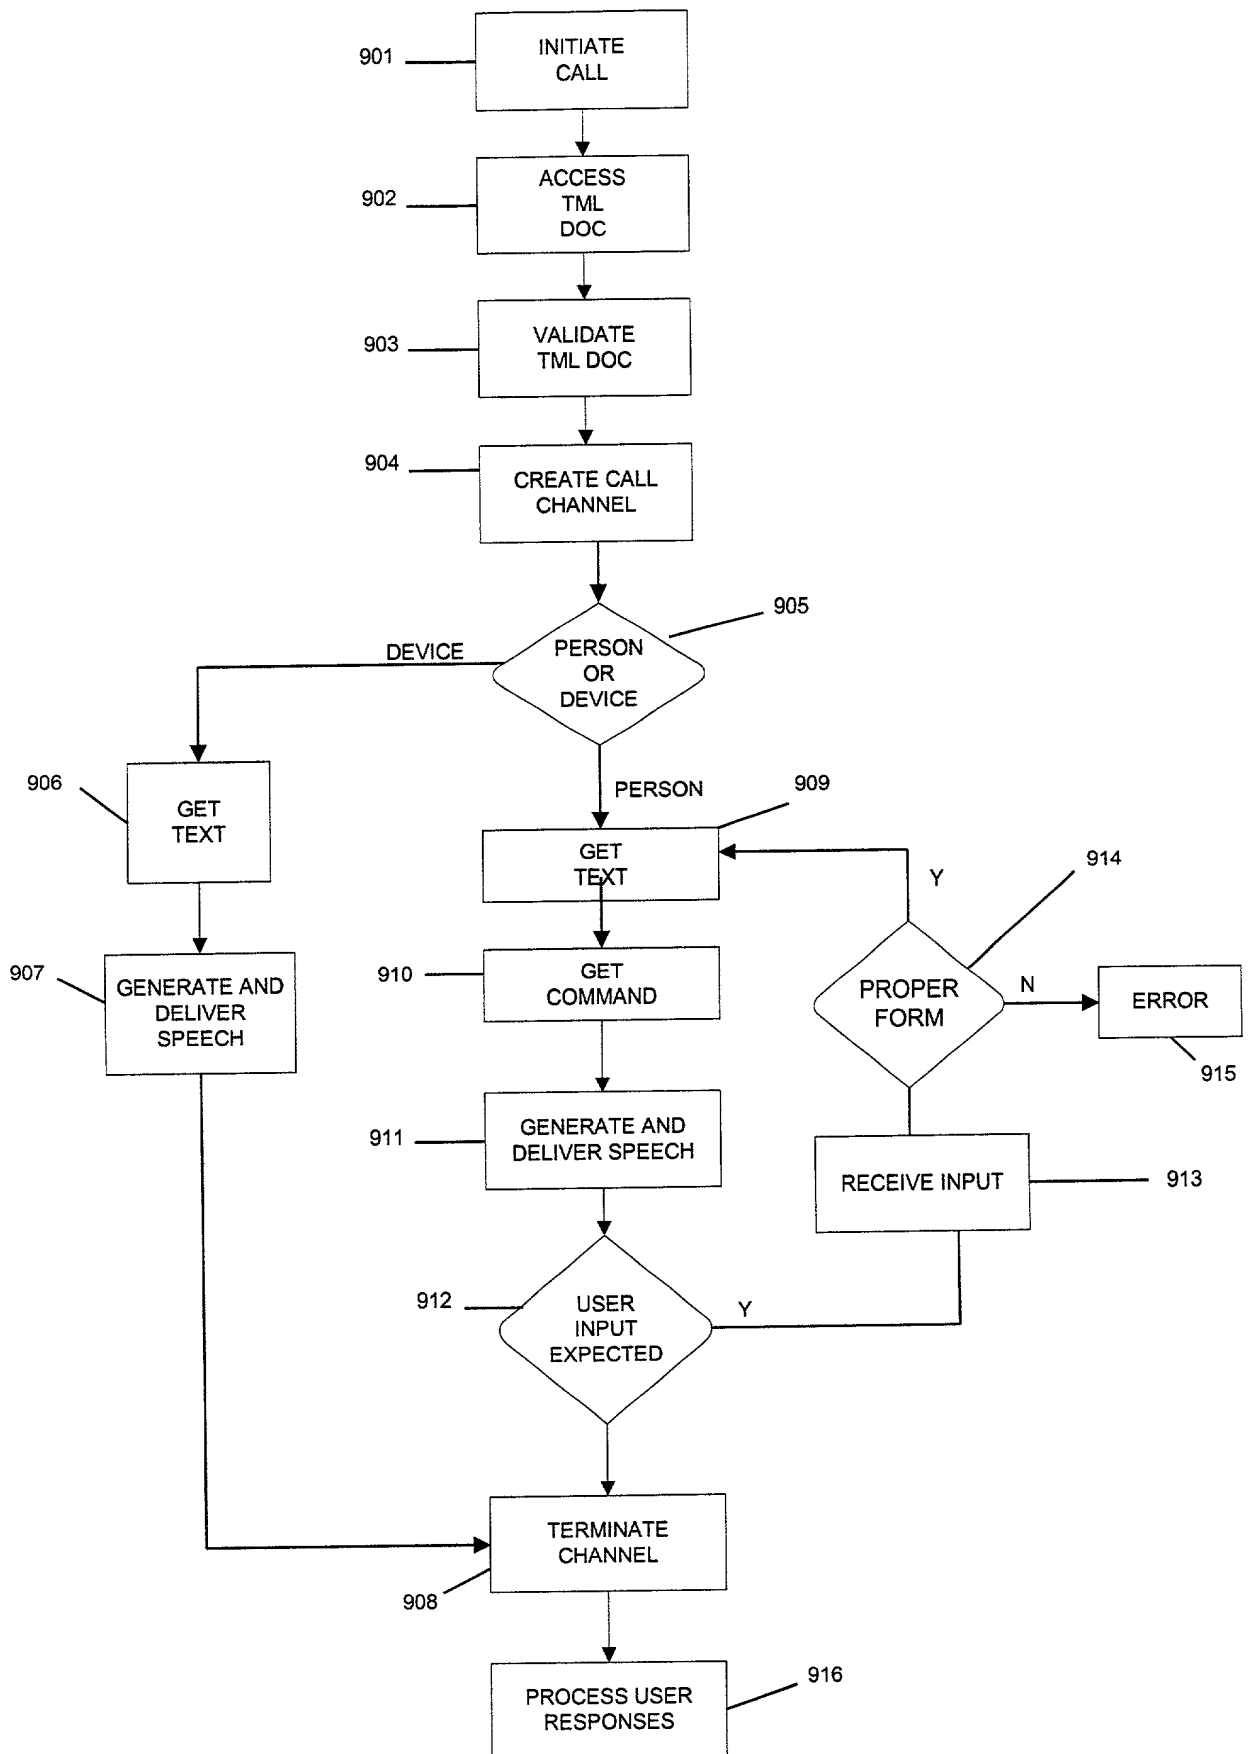 901
INITIATE
CALL
902
ACCESS
TML
DOC
903
VALIDATE
TML DOC
904
CREATE CALL
CHANNEL
905
DEVICE
PERSON
OR
DEVICE
PERSON
906
GET
TEXT
909
GET
TEXT
Y
914
907
GENERATE AND
DELIVER
SPEECH
910
GET
COMMAND
PROPER
FORM
N
ERROR
915
911
GENERATE AND
DELIVER SPEECH
RECEIVE INPUT
913
912
USER
INPUT
EXPECTED
Y
TERMINATE
CHANNEL
908
PROCESS USER
RESPONSES
916